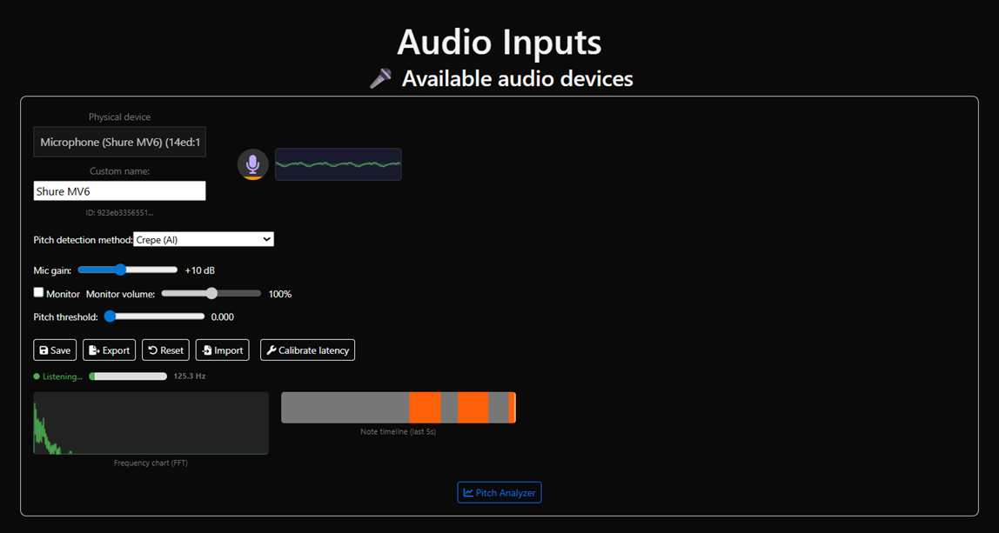 Audio Inputs
Available audio devices
Physical device
Microphone (Shure MV6) (14ed:1
Custom name:
Shure MV6
ID: 923eb3356551...
Pitch detection method: Crepe (AI)
Mic gain: +10 dB
Monitor Monitor volume: 100%
Pitch threshold: 0.000
Save Export Reset Import Calibrate latency
Listening... 125.3 Hz
Note timeline (last 5s)
Frequency chart (FFT)
Pitch Analyzer